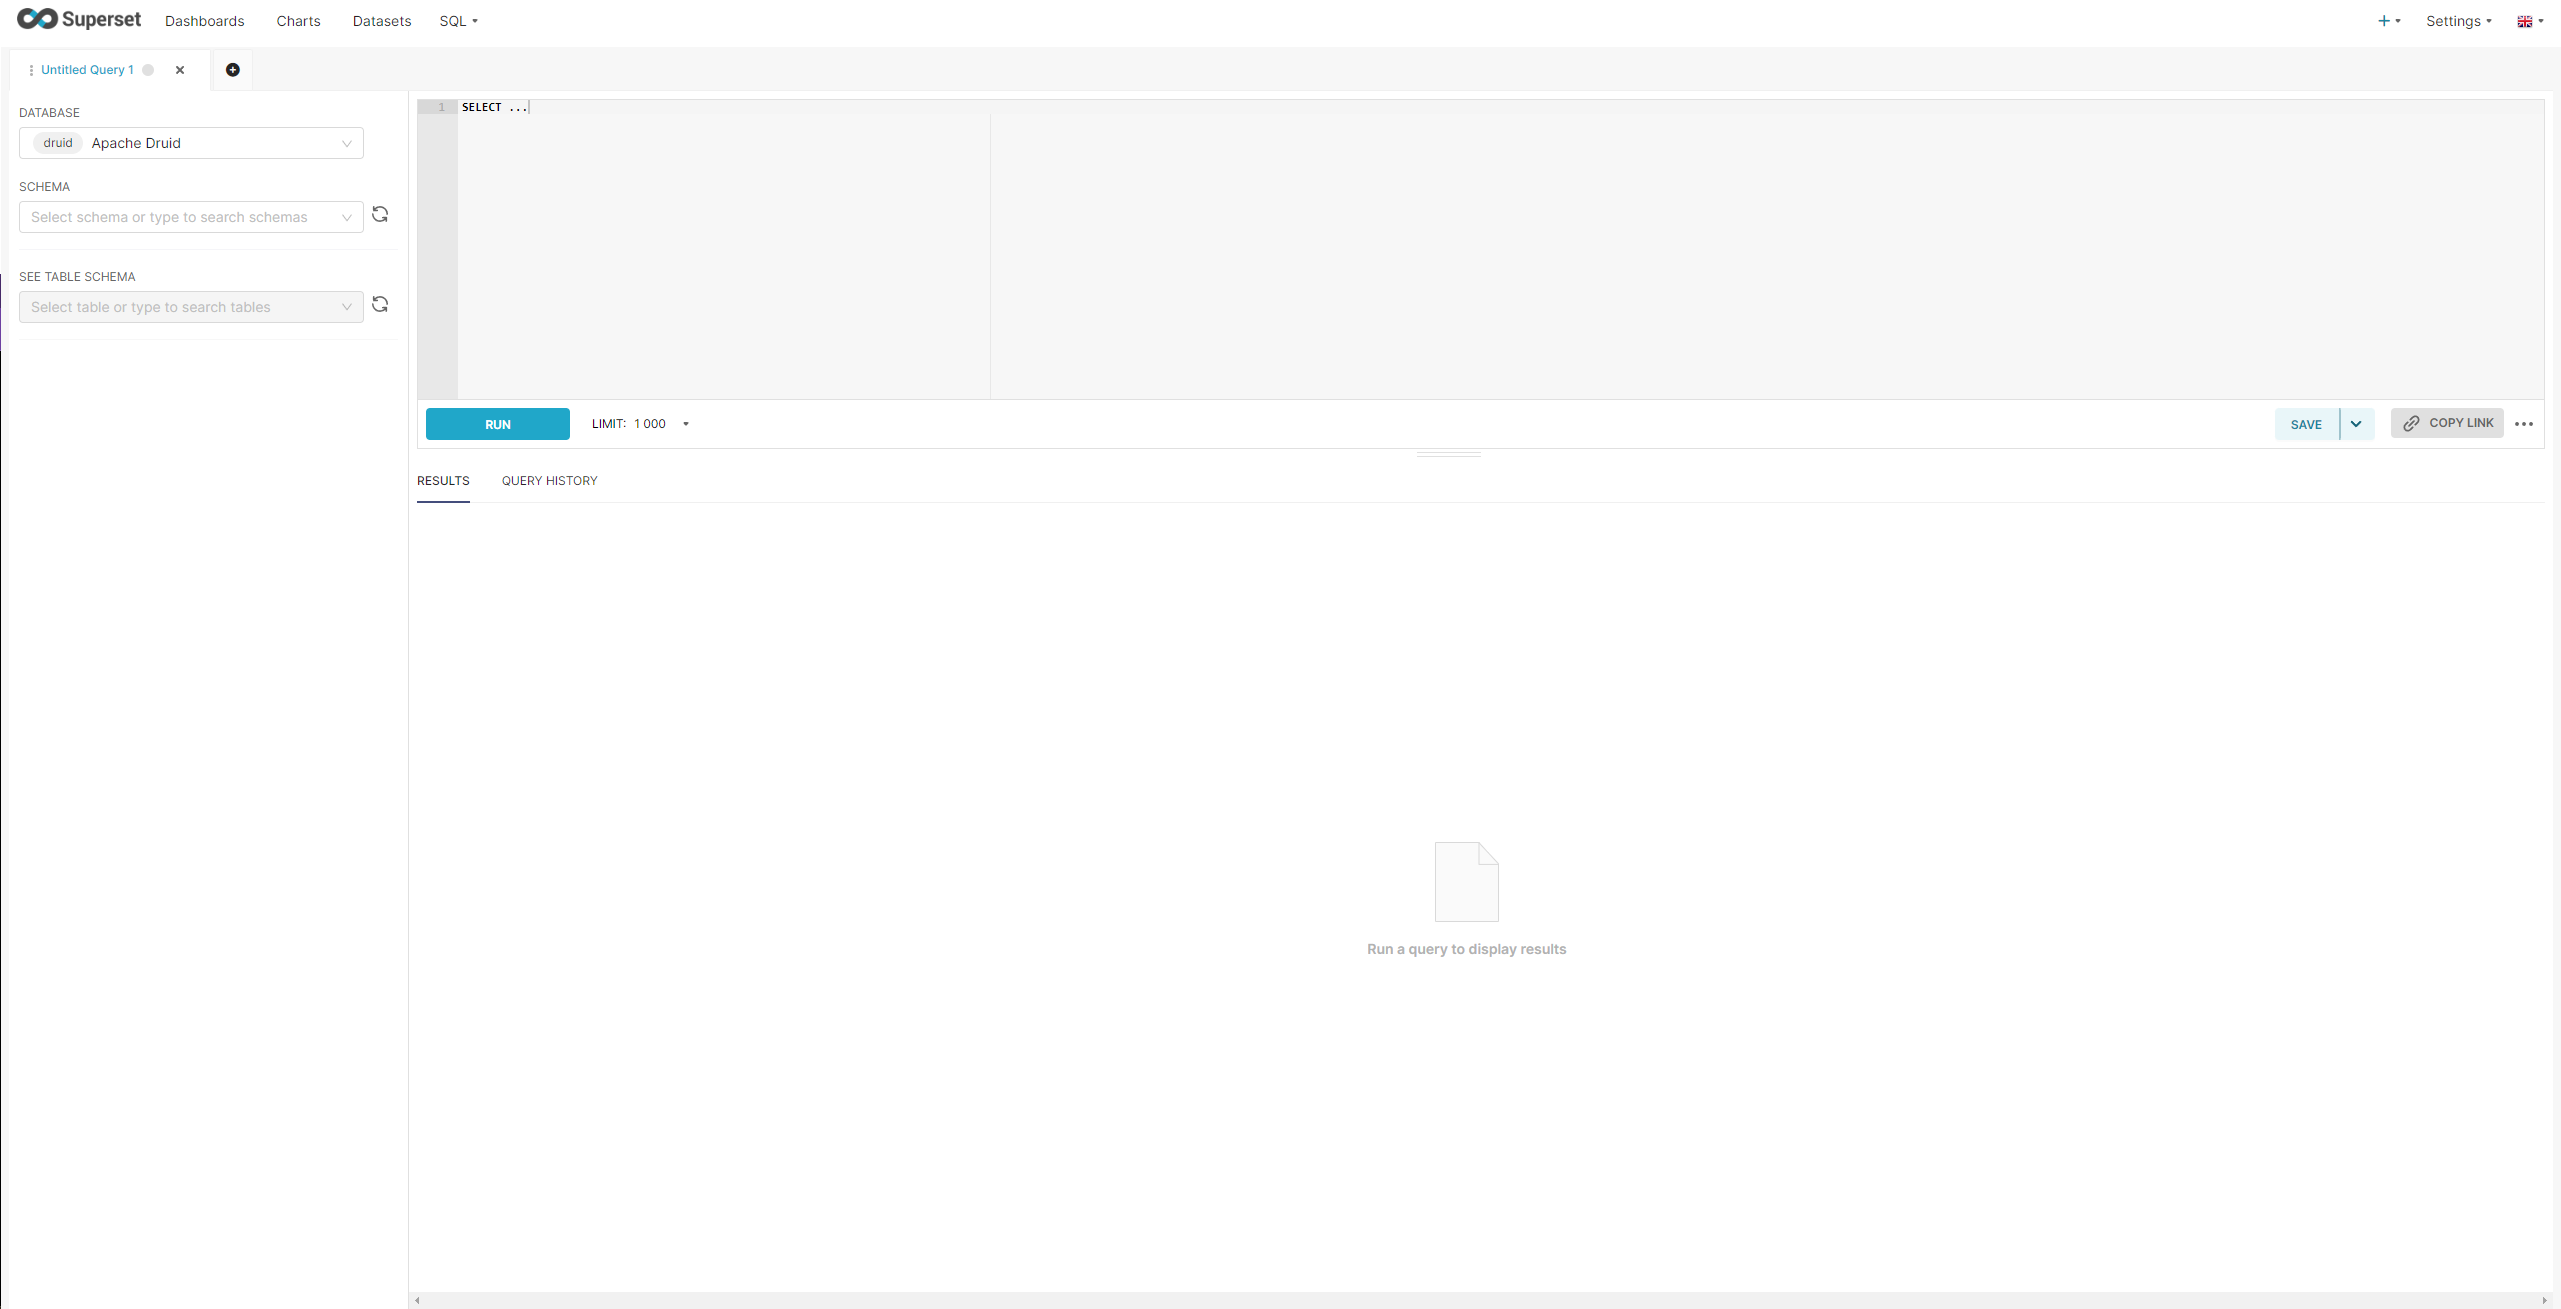 Superset Dashboards Charts Datasets SQL Settings
Untitled Query 1
DATABASE
druid Apache Druid
SCHEMA
Select schema or type to search schemas
SEE TABLE SCHEMA
Select table or type to search tables
1 SELECT ...
RUN LIMIT: 1 000 SAVE COPY LINK
RESULTS QUERY HISTORY
Run a query to display results